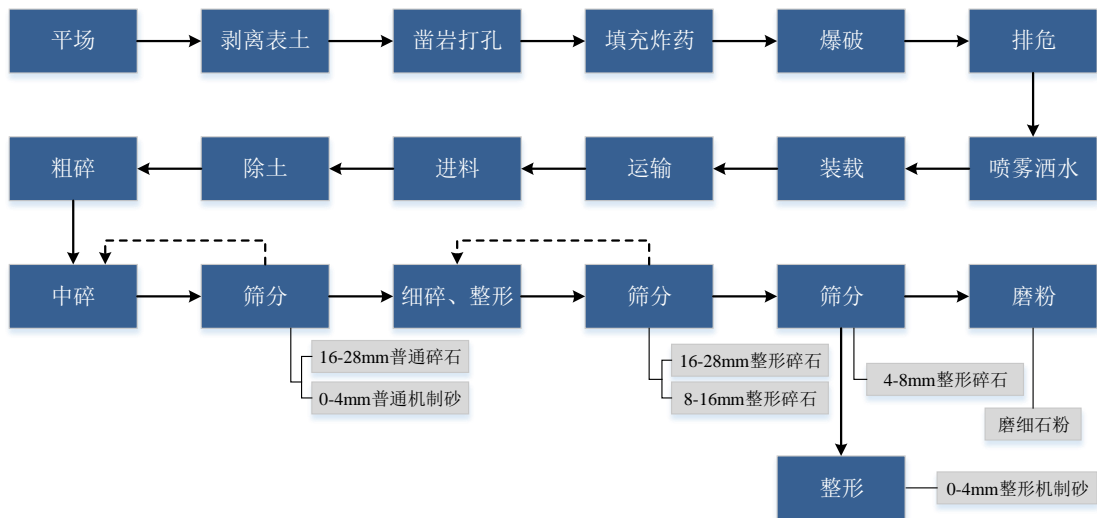 平场
剥离表土
凿岩打孔
填充炸药
爆破
排危
粗碎
除土
进料
运输
装载
喷雾洒水
中碎
筛分
细碎、整形
筛分
筛分
磨粉
16-28mm普通碎石
0-4mm普通机制砂
16-28mm整形碎石
8-16mm整形碎石
4-8mm整形碎石
磨细石粉
整形
0-4mm整形机制砂